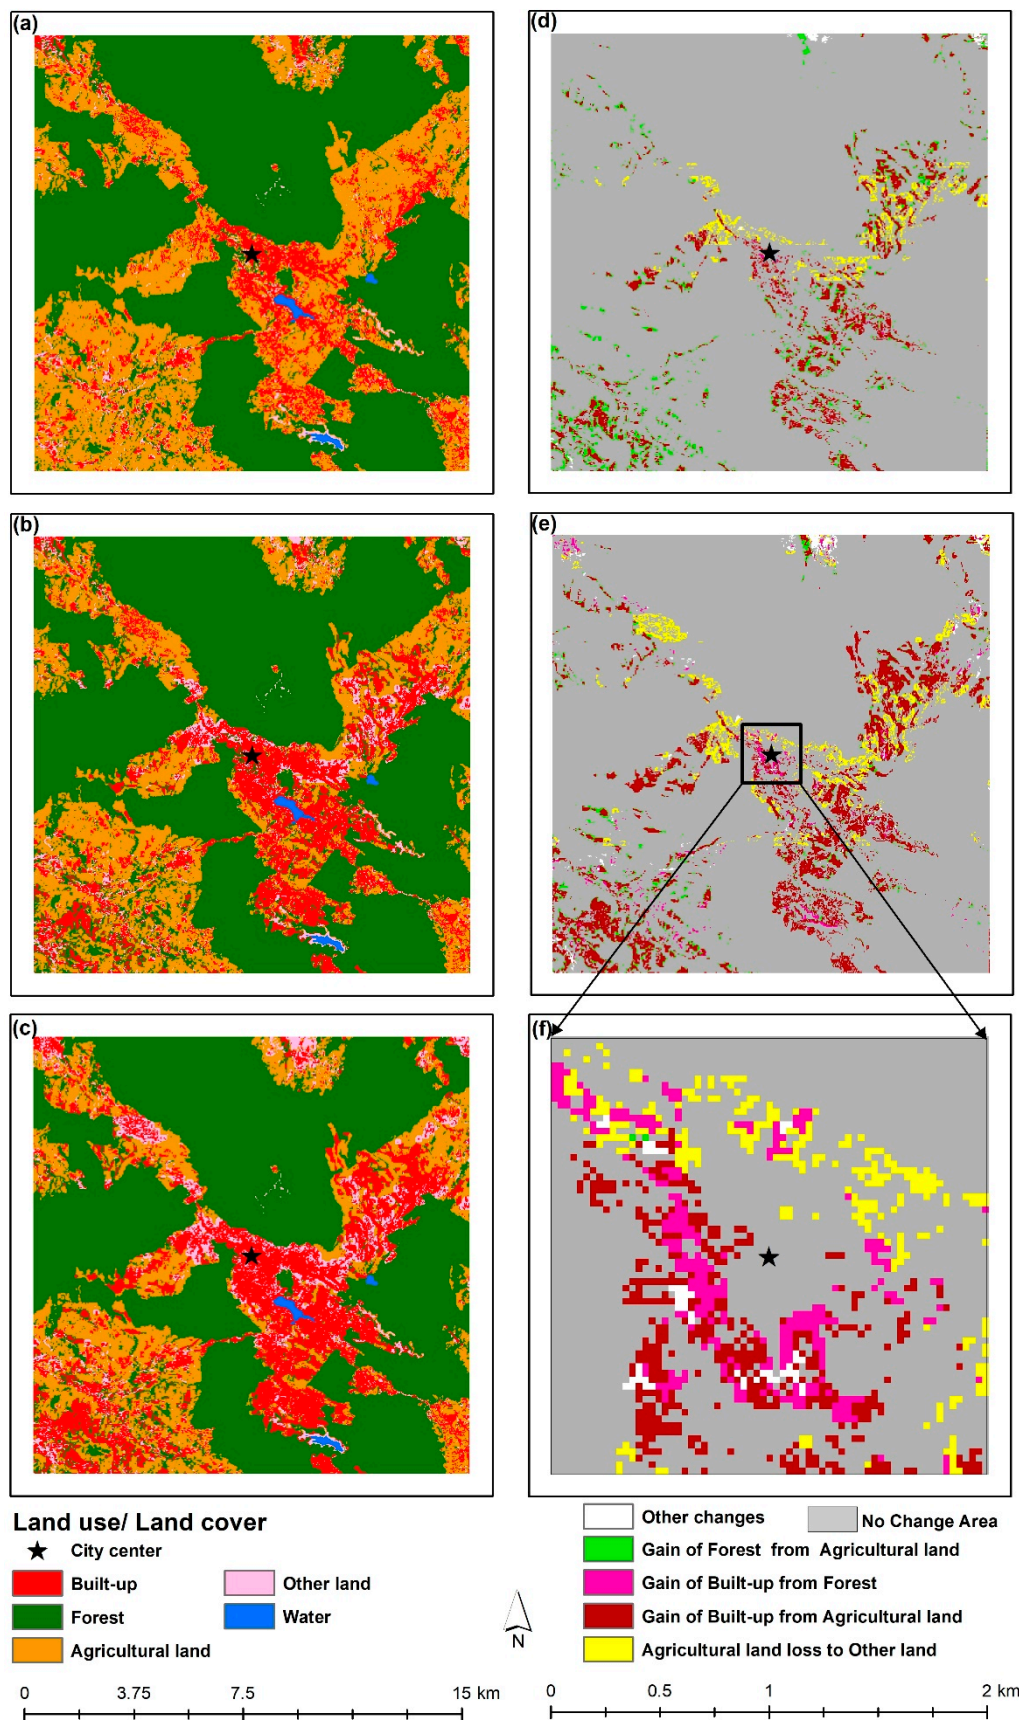 (a)
(d)
(b)
(e)
(c)
(f)
Land use/ Land cover
City center
Built-up
Other land
Forest
Water
Agricultural land
N
0 3.75 7.5 15 km
Other changes
No Change Area
Gain of Forest from Agricultural land
Gain of Built-up from Forest
Gain of Built-up from Agricultural land
Agricultural land loss to Other land
0 0.5 1 2 km